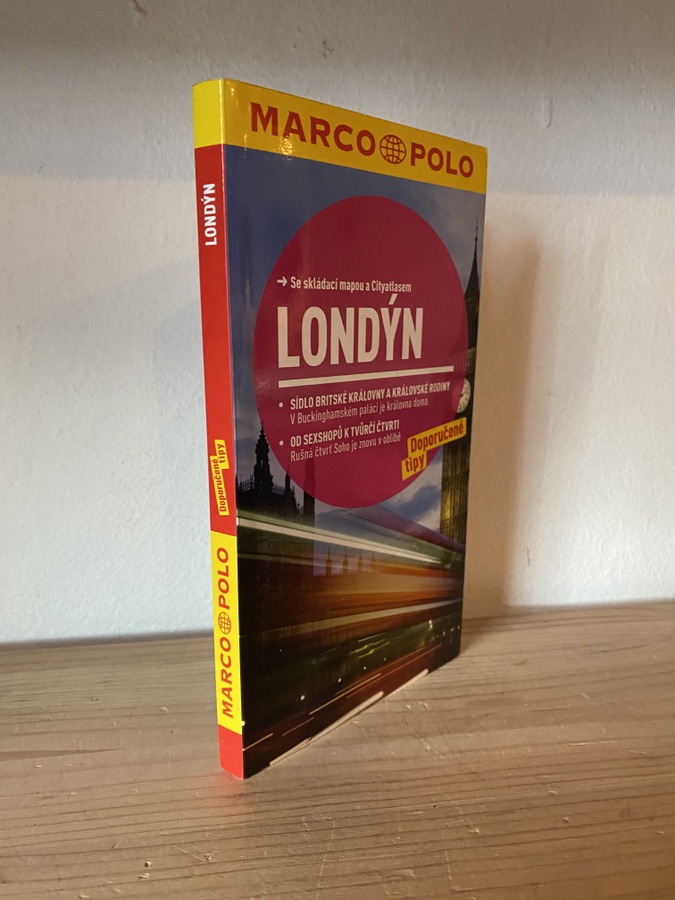 MARCO POLO
→ Se skládací mapou a Cityatlasem
LONDÝN
• SÍDLO BRITSKÉ KRÁLOVNY A KRÁLOVSKÉ RODINY
V Buckinghamském paláci je královna doma
• OD SEXSHOPŮ K TVŮRČÍ ČTVRTI
Rušná čtvrť Soho je znovu v oblibě
Doporučené
tipy
LONDÝN
Doporučené
tipy
MARCO POLO